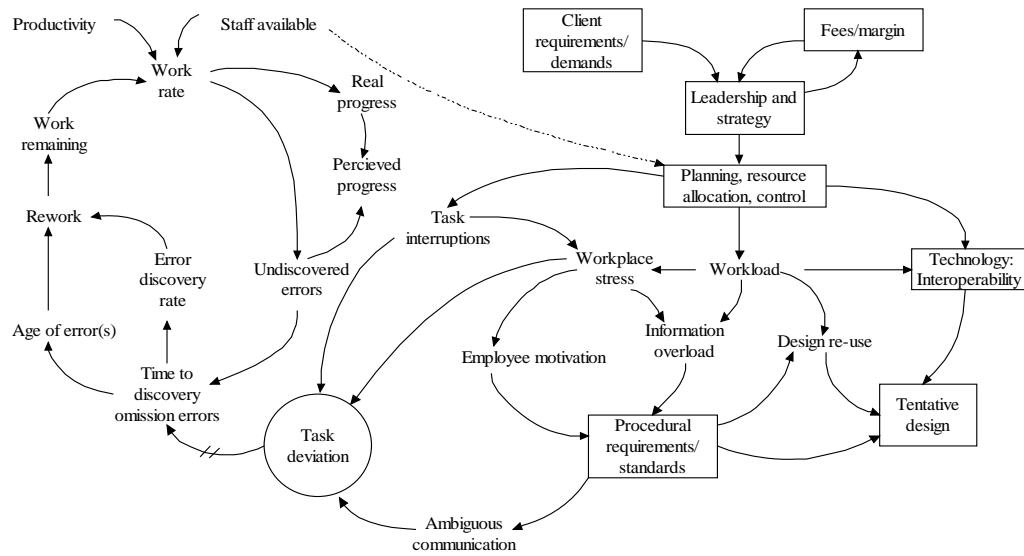 Productivity
Staff available
Client
requirements/
demands
Fees/margin
Work
rate
Real
progress
Leadership and
strategy
Work
remaining
Percieved
progress
Planning, resource
allocation, control
Rework
Task
interruptions
Error
discovery
rate
Undiscovered
errors
Workplace
stress
Workload
Technology:
Interoperability
Age of error(s)
Information
overload
Design re-use
Employee motivation
Time to
discovery
omission errors
Tentative
design
Task
deviation
Procedural
requirements/
standards
Ambiguous
communication